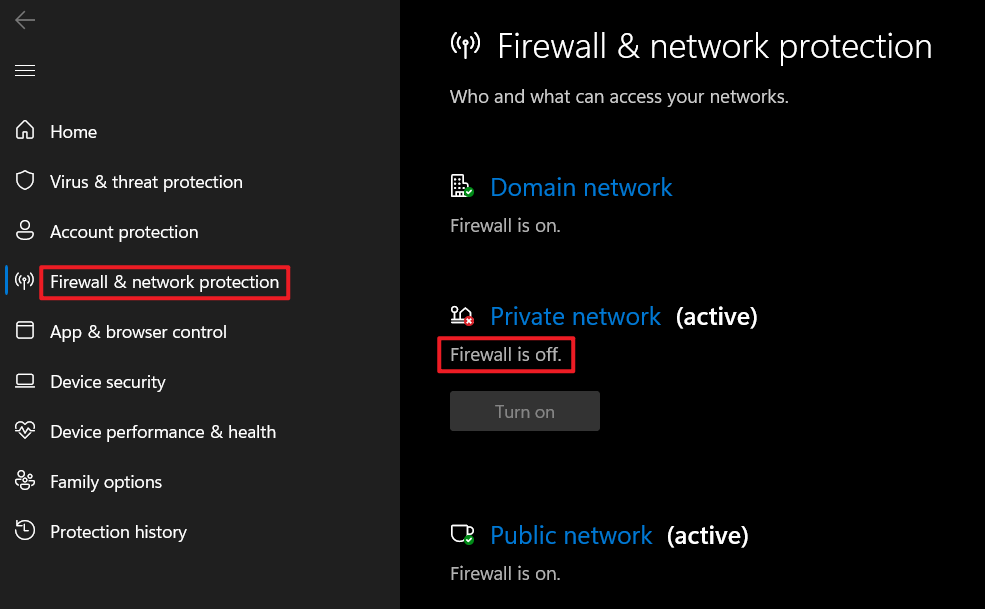 Home
Virus & threat protection
Account protection
Firewall & network protection
App & browser control
Device security
Device performance & health
Family options
Protection history
Firewall & network protection
Who and what can access your networks.
Domain network
Firewall is on.
Private network (active)
Firewall is off.
Turn on
Public network (active)
Firewall is on.